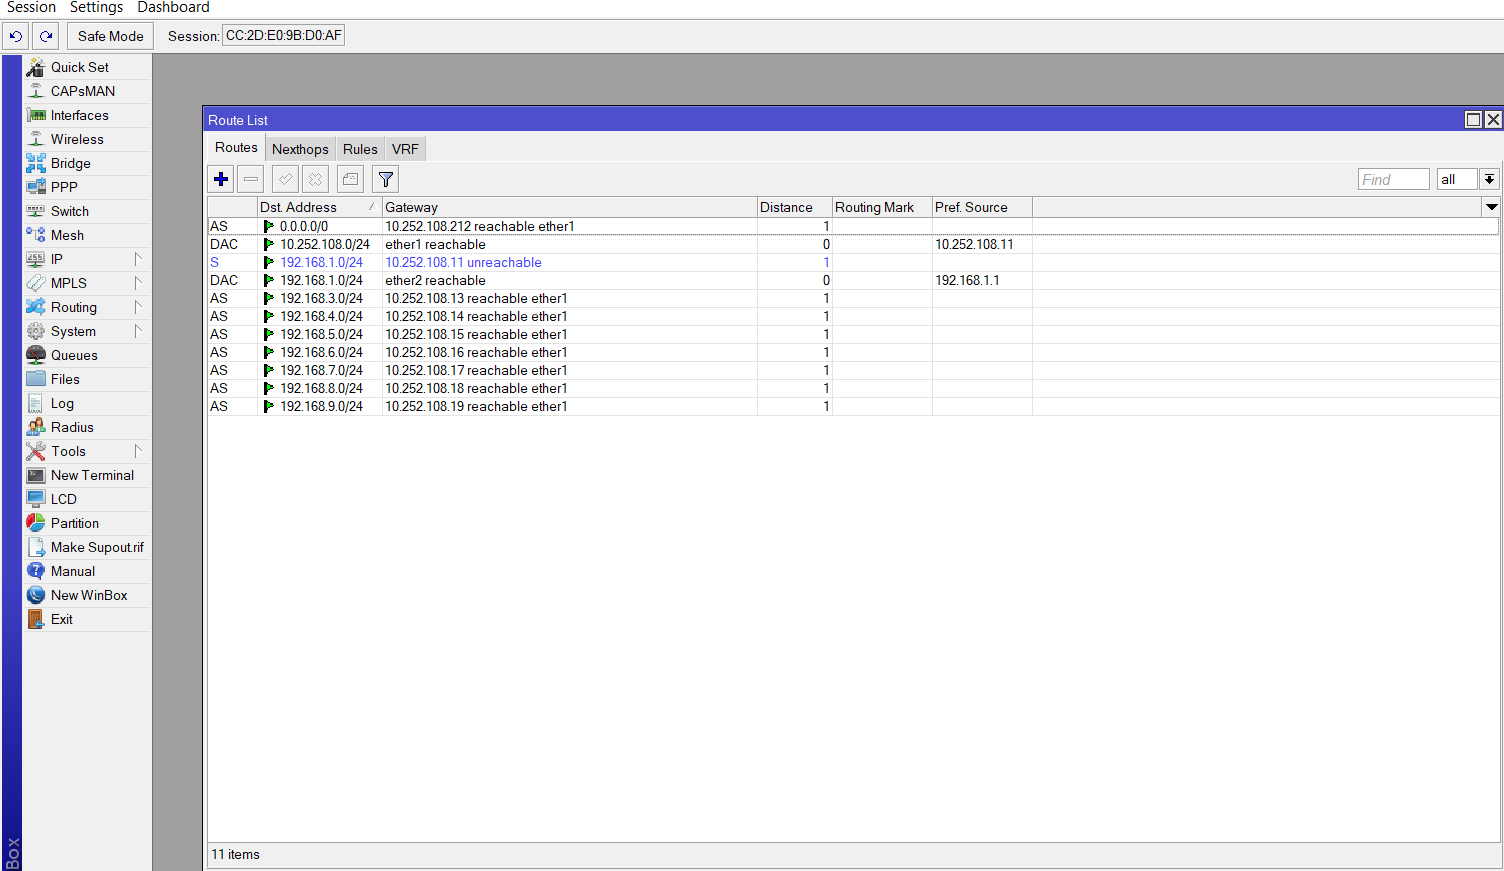 Session Settings Dashboard
Safe Mode Session: CC:2D:E0:9B:D0:AF
Quick Set
CAPsMAN
Interfaces
Wireless
Bridge
PPP
Switch
Mesh
IP
MPLS
Routing
System
Queues
Files
Log
Radius
Tools
New Terminal
LCD
Partition
Make Supout.rif
Manual
New WinBox
Exit
Box
Route List
Routes Nexthops Rules VRF
Find all
Dst. Address Gateway Distance Routing Mark Pref. Source
AS 0.0.0.0/0 10.252.108.212 reachable ether1 1
DAC 10.252.108.0/24 ether1 reachable 0 10.252.108.11
S 192.168.1.0/24 10.252.108.11 unreachable 1
DAC 192.168.1.0/24 ether2 reachable 0 192.168.1.1
AS 192.168.3.0/24 10.252.108.13 reachable ether1 1
AS 192.168.4.0/24 10.252.108.14 reachable ether1 1
AS 192.168.5.0/24 10.252.108.15 reachable ether1 1
AS 192.168.6.0/24 10.252.108.16 reachable ether1 1
AS 192.168.7.0/24 10.252.108.17 reachable ether1 1
AS 192.168.8.0/24 10.252.108.18 reachable ether1 1
AS 192.168.9.0/24 10.252.108.19 reachable ether1 1
11 items